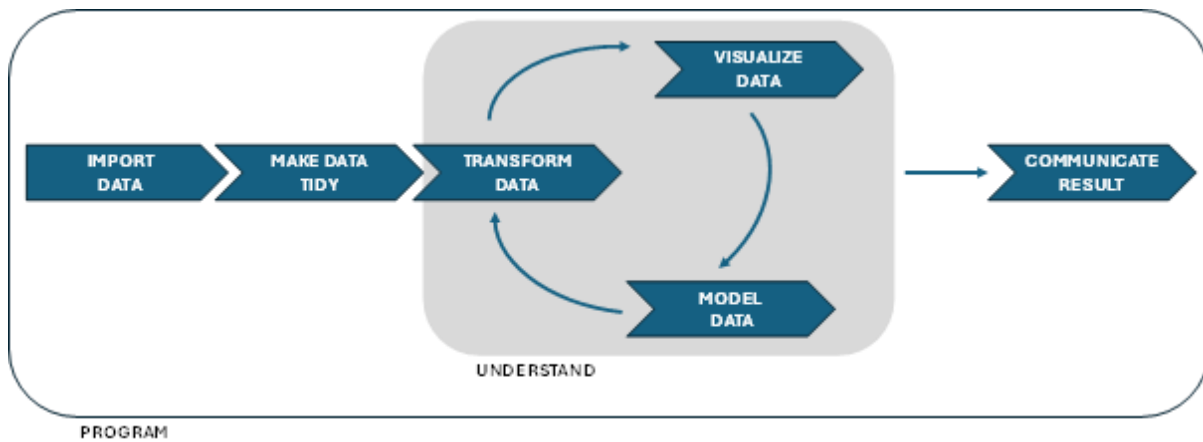 VISUALIZE
DATA
IMPORT
DATA
MAKE DATA
TIDY
TRANSFORM
DATA
COMMUNICATE
RESULT
MODEL
DATA
UNDERSTAND
PROGRAM